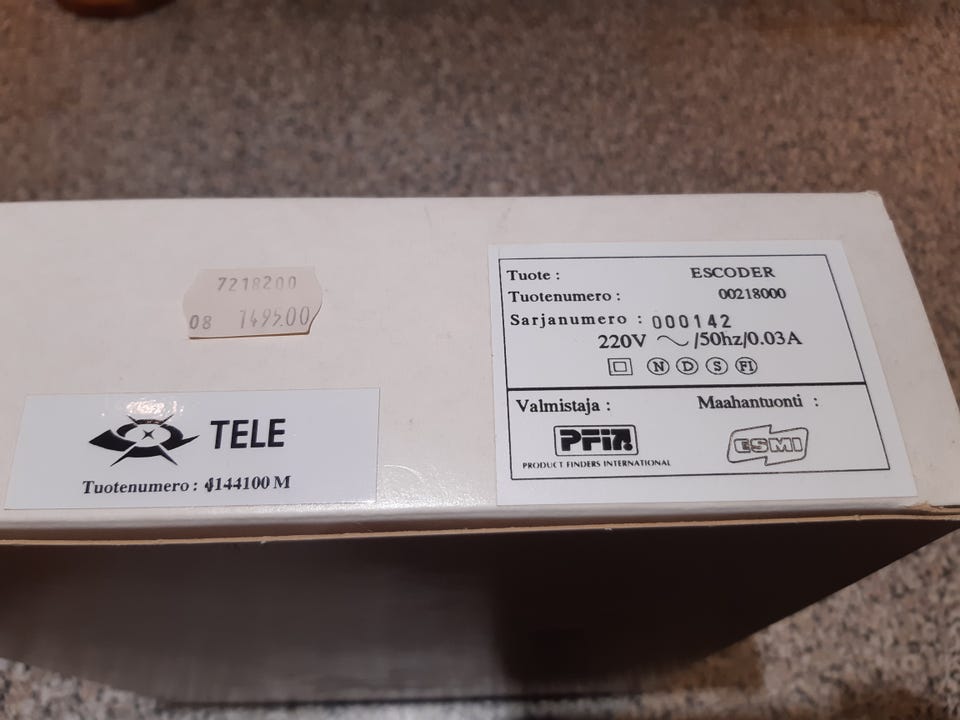 7218200
08 1495.00
TELE
Tuotenumero : 4144100 M
Tuote : ESCODER
Tuotenumero : 00218000
Sarjanumero : 000142
220V ~ /50hz/0.03A
N D S FI
Valmistaja : Maahantuonti :
PFi
PRODUCT FINDERS INTERNATIONAL
ESMI